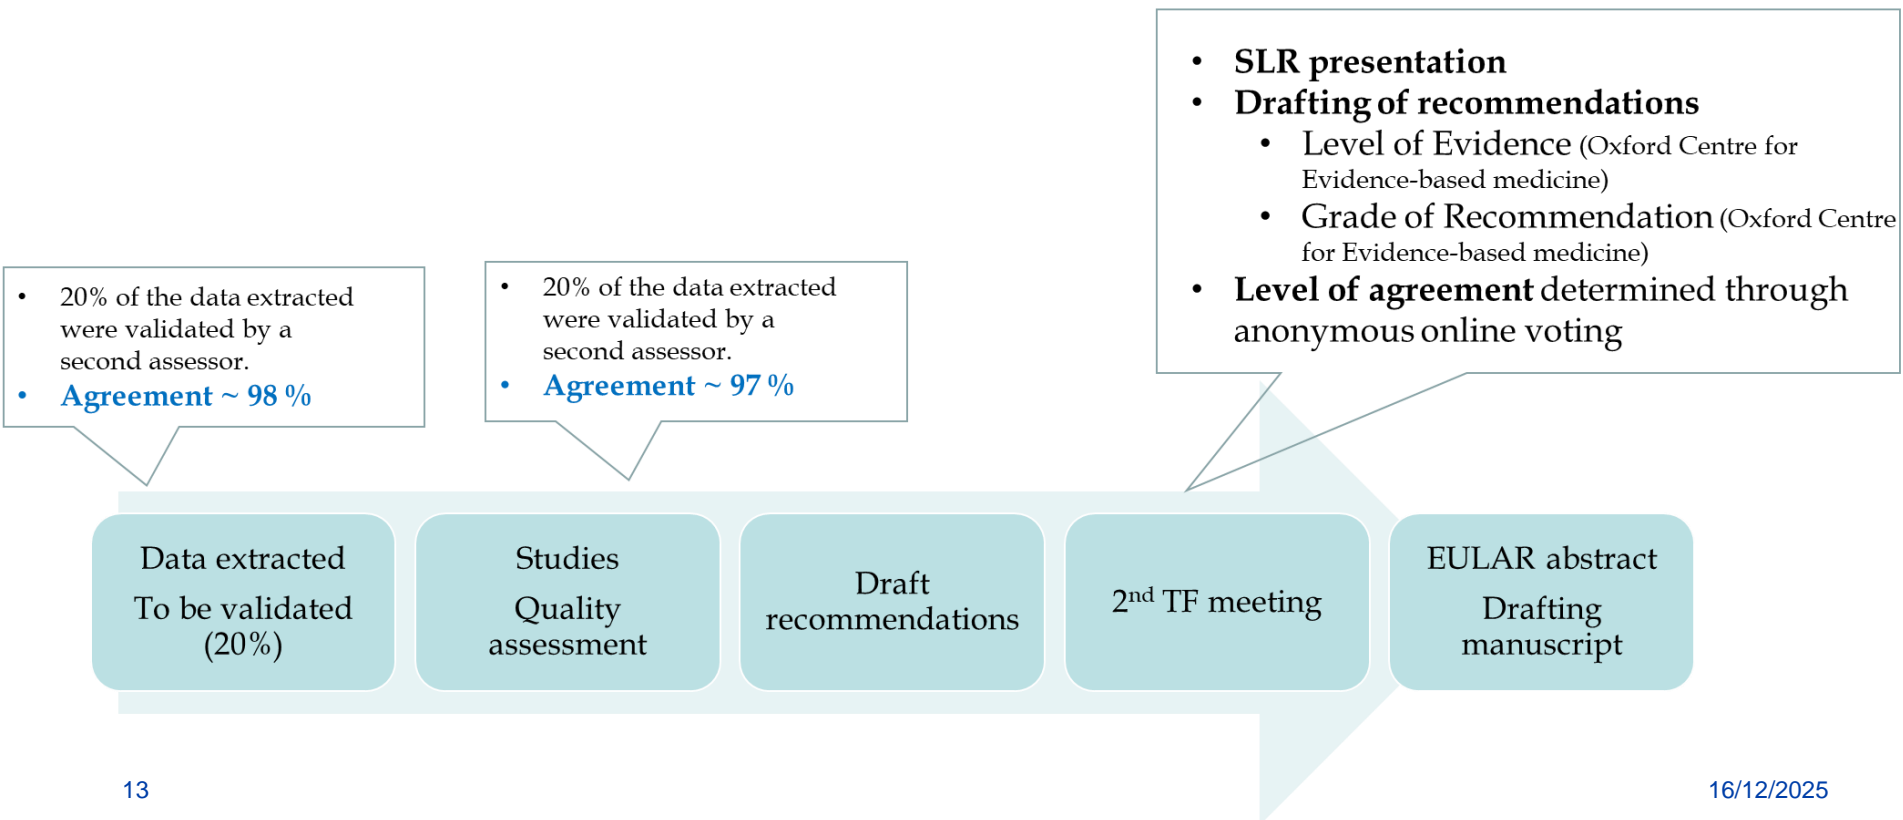 • SLR presentation
• Drafting of recommendations
• Level of Evidence (Oxford Centre for
Evidence-based medicine)
• Grade of Recommendation (Oxford Centre
for Evidence-based medicine)
• Level of agreement determined through
anonymous online voting
• 20% of the data extracted
were validated by a
second assessor.
• Agreement ~ 98 %
• 20% of the data extracted
were validated by a
second assessor.
• Agreement ~ 97 %
Data extracted
To be validated
(20%)
Studies
Quality
assessment
Draft
recommendations
2nd TF meeting
EULAR abstract
Drafting
manuscript
13
16/12/2025